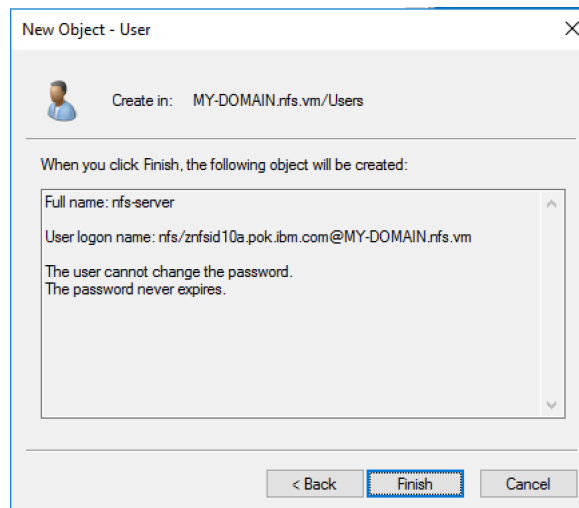 New Object - User
Create in: MY-DOMAIN.nfs.vm/Users
When you click Finish, the following object will be created:
Full name: nfs-server
User logon name: nfs/znfsid10a.pok.ibm.com@MY-DOMAIN.nfs.vm
The user cannot change the password.
The password never expires.
< Back Finish Cancel